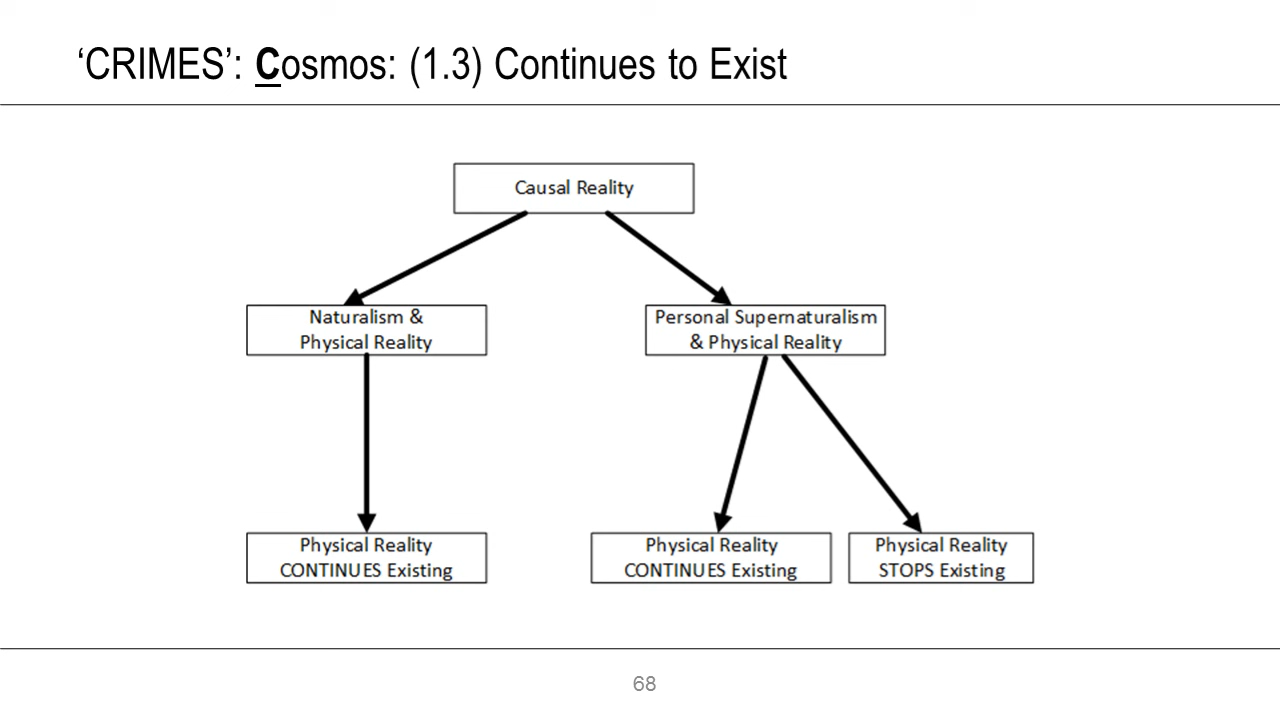 ‘CRIMES’: Cosmos: (1.3) Continues to Exist
Causal Reality
Naturalism &
Physical Reality
Personal Supernaturalism
& Physical Reality
Physical Reality
CONTINUES Existing
Physical Reality
CONTINUES Existing
Physical Reality
STOPS Existing
68